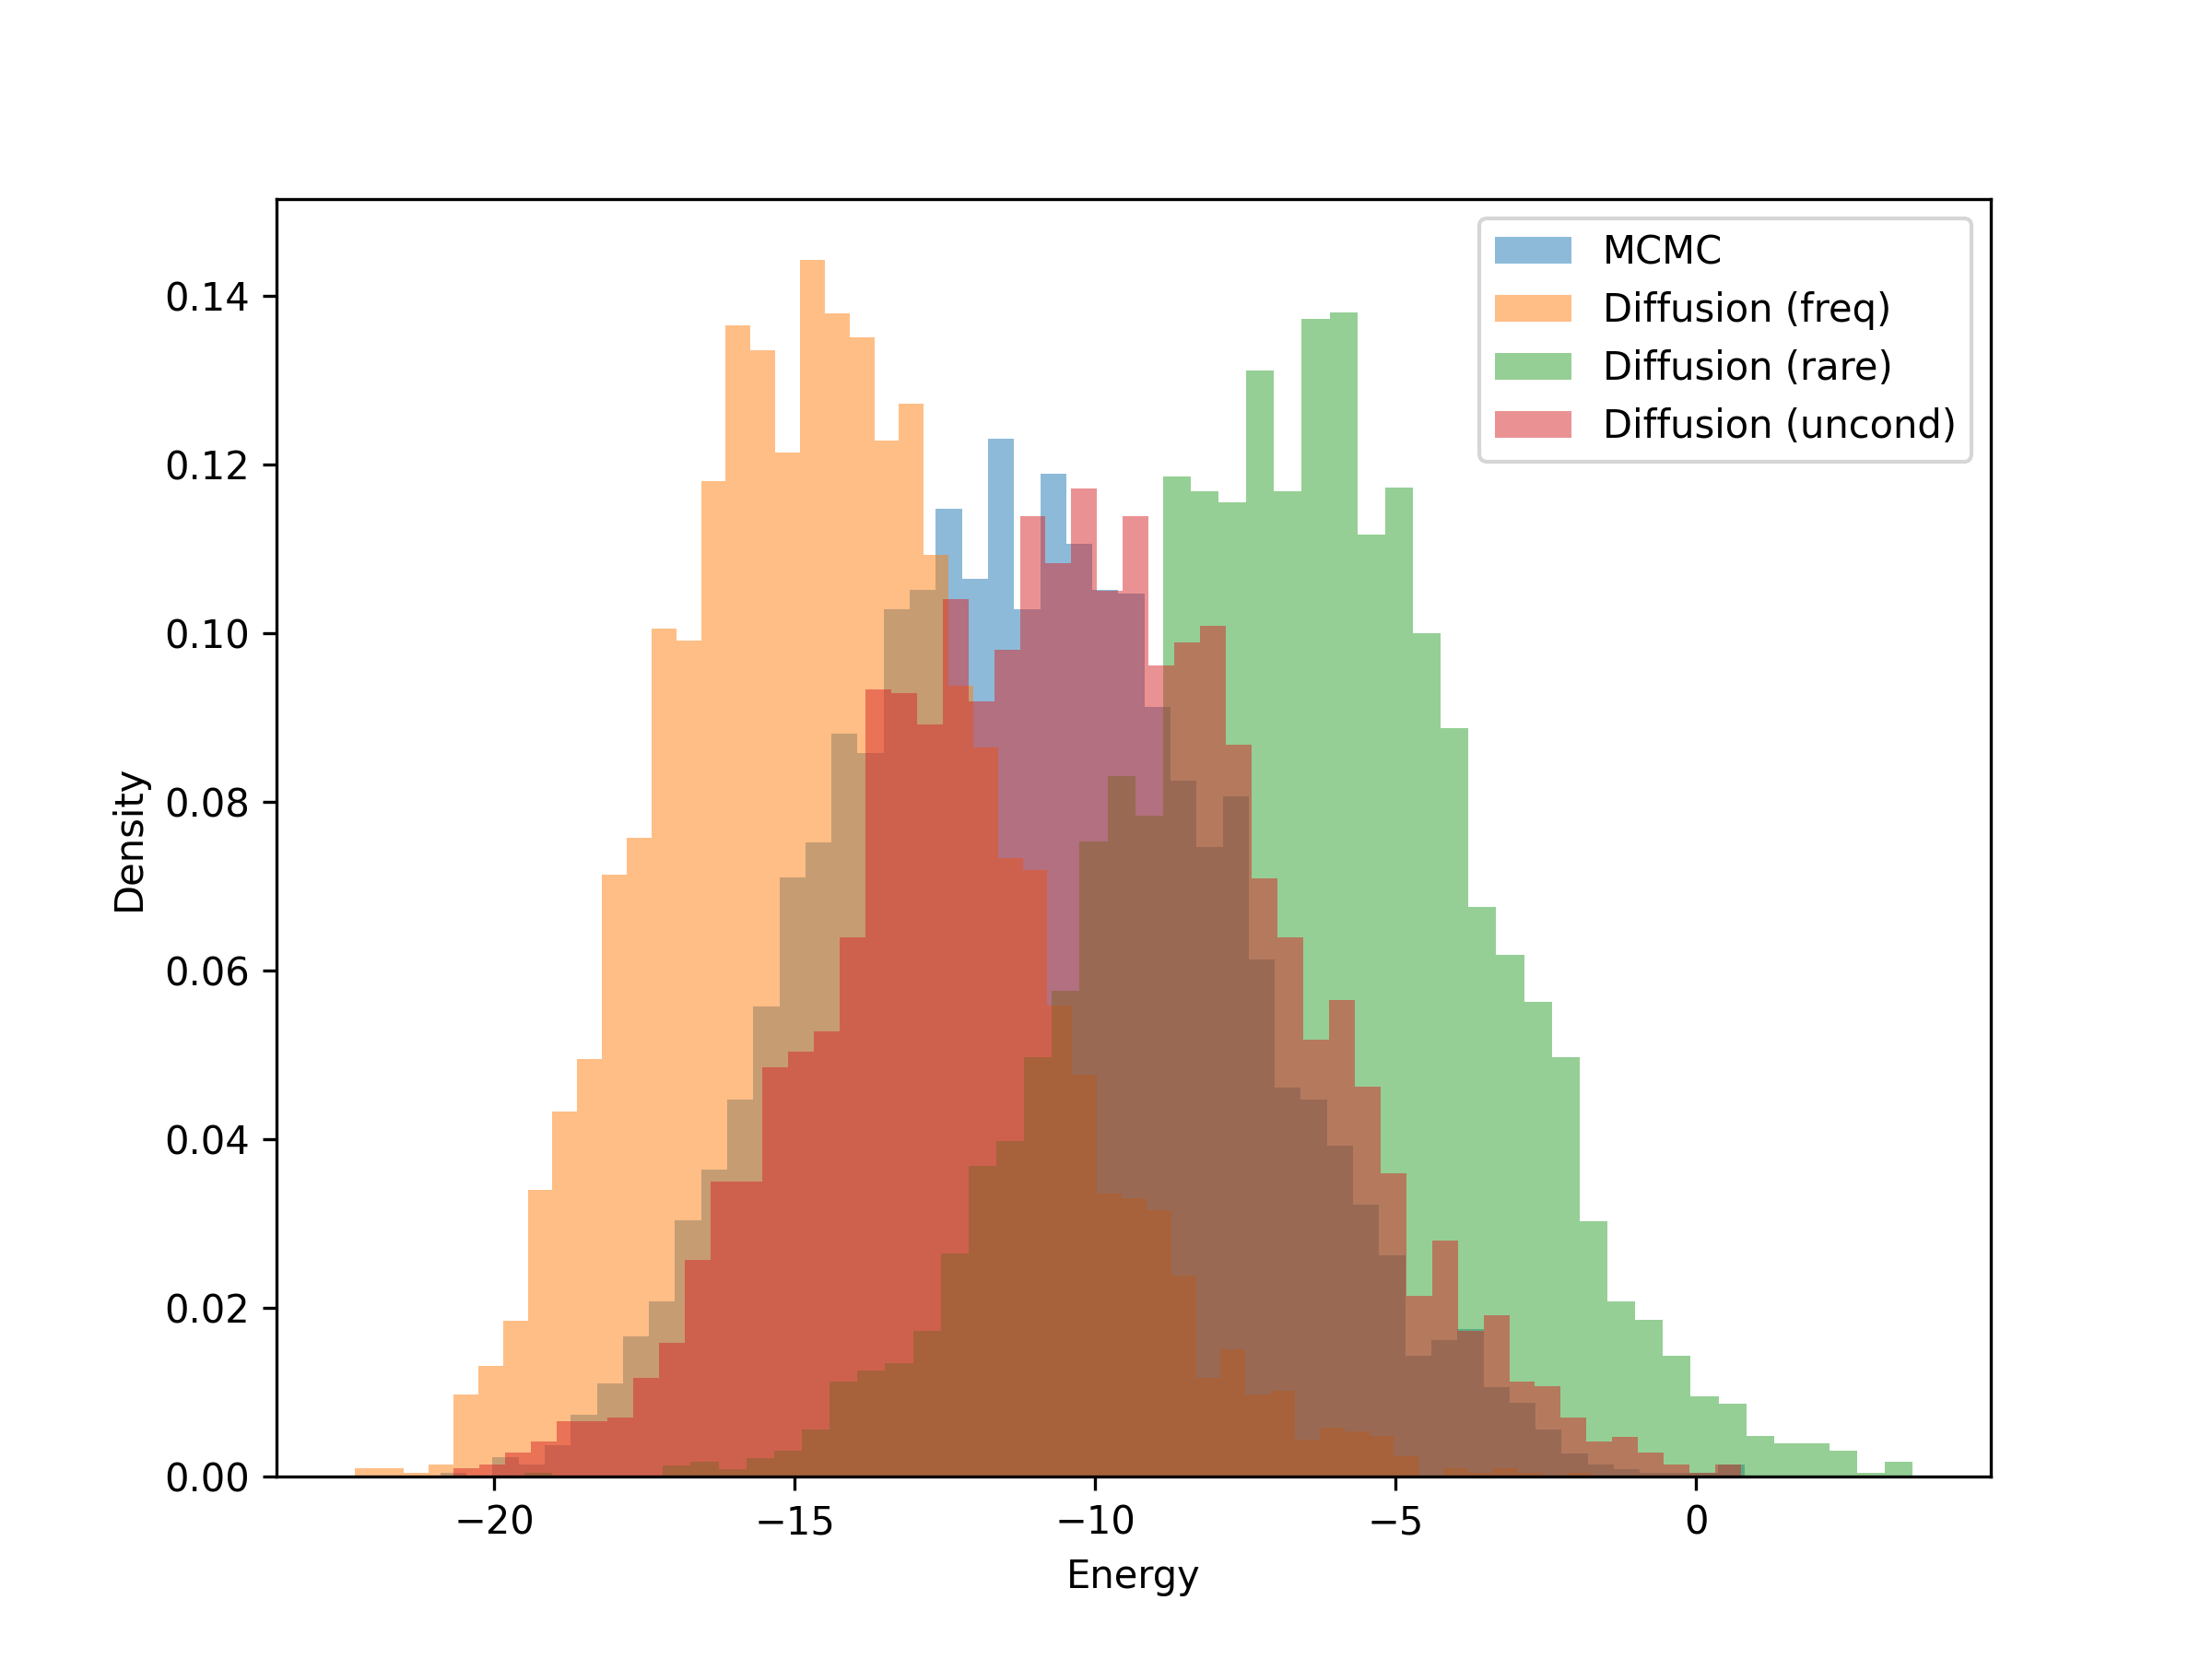 MCMC
Diffusion (freq)
Diffusion (rare)
Diffusion (uncond)
0.14
0.12
0.10
0.08
0.06
0.04
0.02
0.00
Density
−20 −15 −10 −5 0
Energy